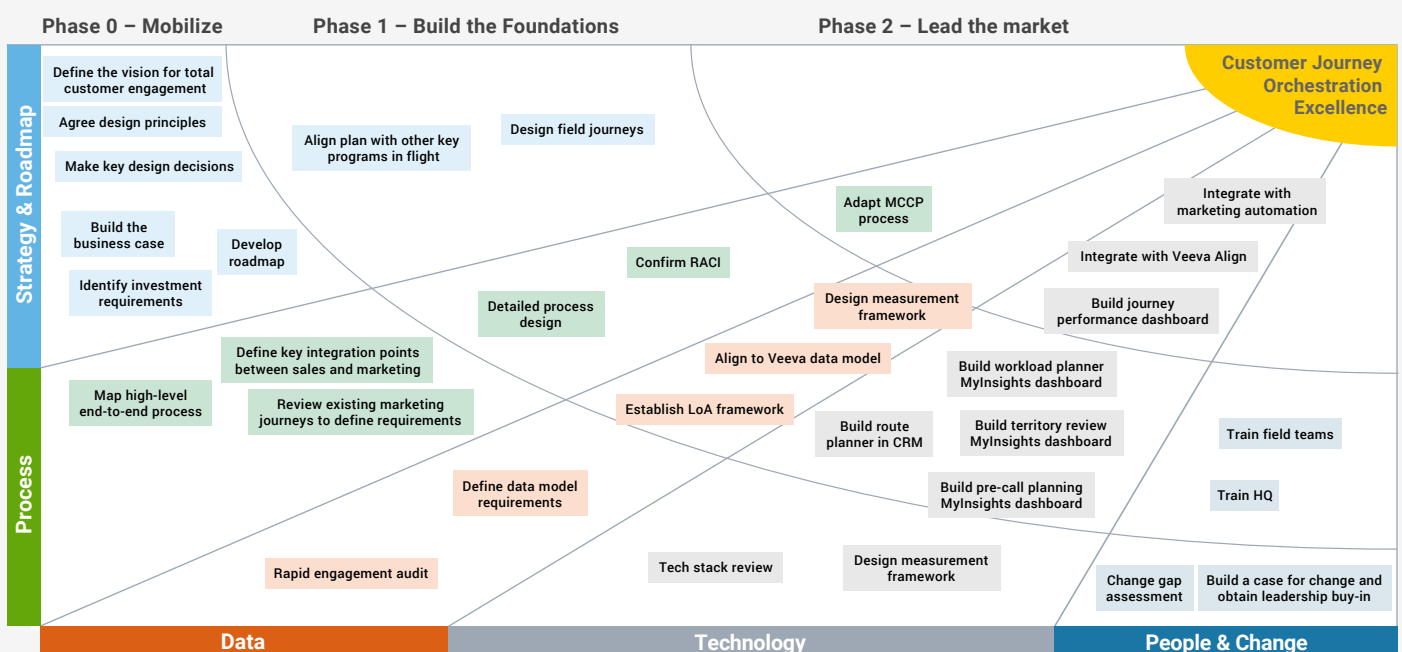 Phase 0 – Mobilize
Phase 1 – Build the Foundations
Phase 2 – Lead the market
Customer Journey
Orchestration
Excellence
Strategy & Roadmap
Define the vision for total
customer engagement
Agree design principles
Make key design decisions
Build the
business case
Develop
roadmap
Identify investment
requirements
Align plan with other key
programs in flight
Design field journeys
Process
Map high-level
end-to-end process
Define key integration points
between sales and marketing
Review existing marketing
journeys to define requirements
Detailed process
design
Confirm RACI
Adapt MCCP
process
Rapid engagement audit
Define data model
requirements
Establish LoA framework
Align to Veeva data model
Design measurement
framework
Tech stack review
Design measurement
framework
Build route
planner in CRM
Build pre-call planning
MyInsights dashboard
Build territory review
MyInsights dashboard
Build workload planner
MyInsights dashboard
Build journey
performance dashboard
Integrate with Veeva Align
Integrate with
marketing automation
Train field teams
Train HQ
Change gap
assessment
Build a case for change and
obtain leadership buy-in
Data
Technology
People & Change